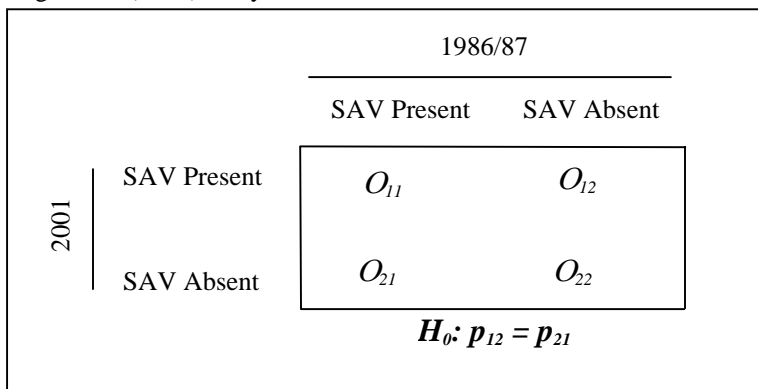 1986/87
SAV Present SAV Absent
2001
SAV Present O11 O12
SAV Absent O21 O22
H0: p12 = p21